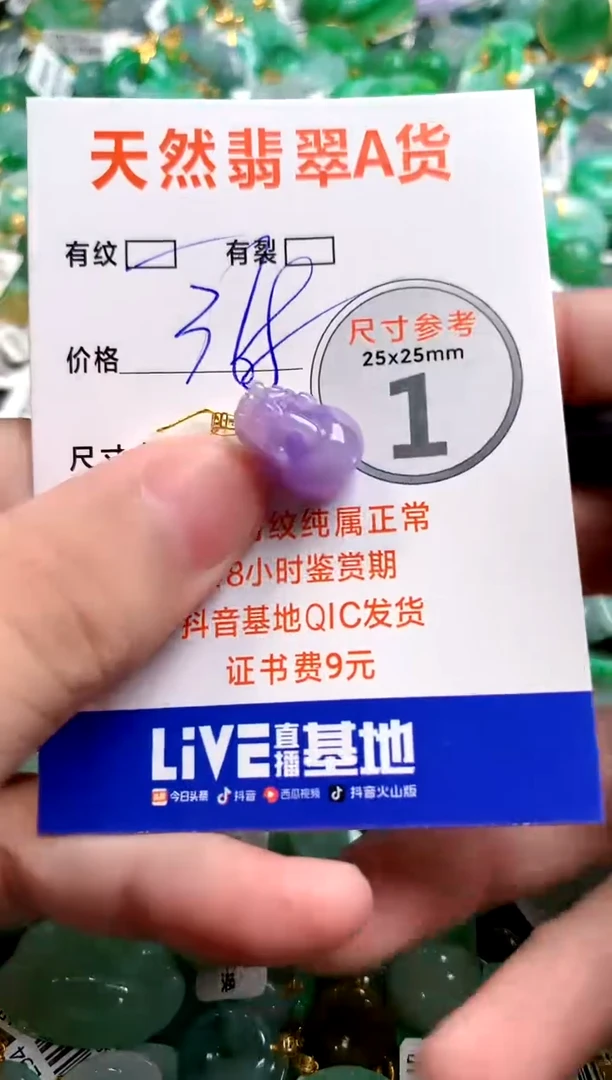 天然翡翠A货
有纹 有裂
价格 368
尺寸参考
25x25mm
1
尺寸
纹纯属正常
8小时鉴赏期
抖音基地QIC发货
证书费9元
LiVE直播基地
今日头条 抖音 西瓜视频 抖音火山版